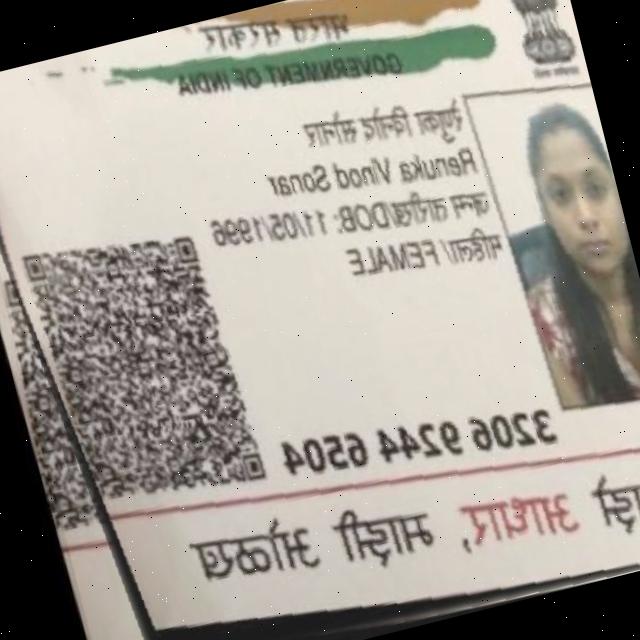 भारत सरकार
GOVERNMENT OF INDIA
रेणुका विनोद सोनार
Renuka Vinod Sonar
जन्म तारीख/DOB: 11/05/1996
महिला/ FEMALE
3206 9244 6504
आधार, माझी ओळख